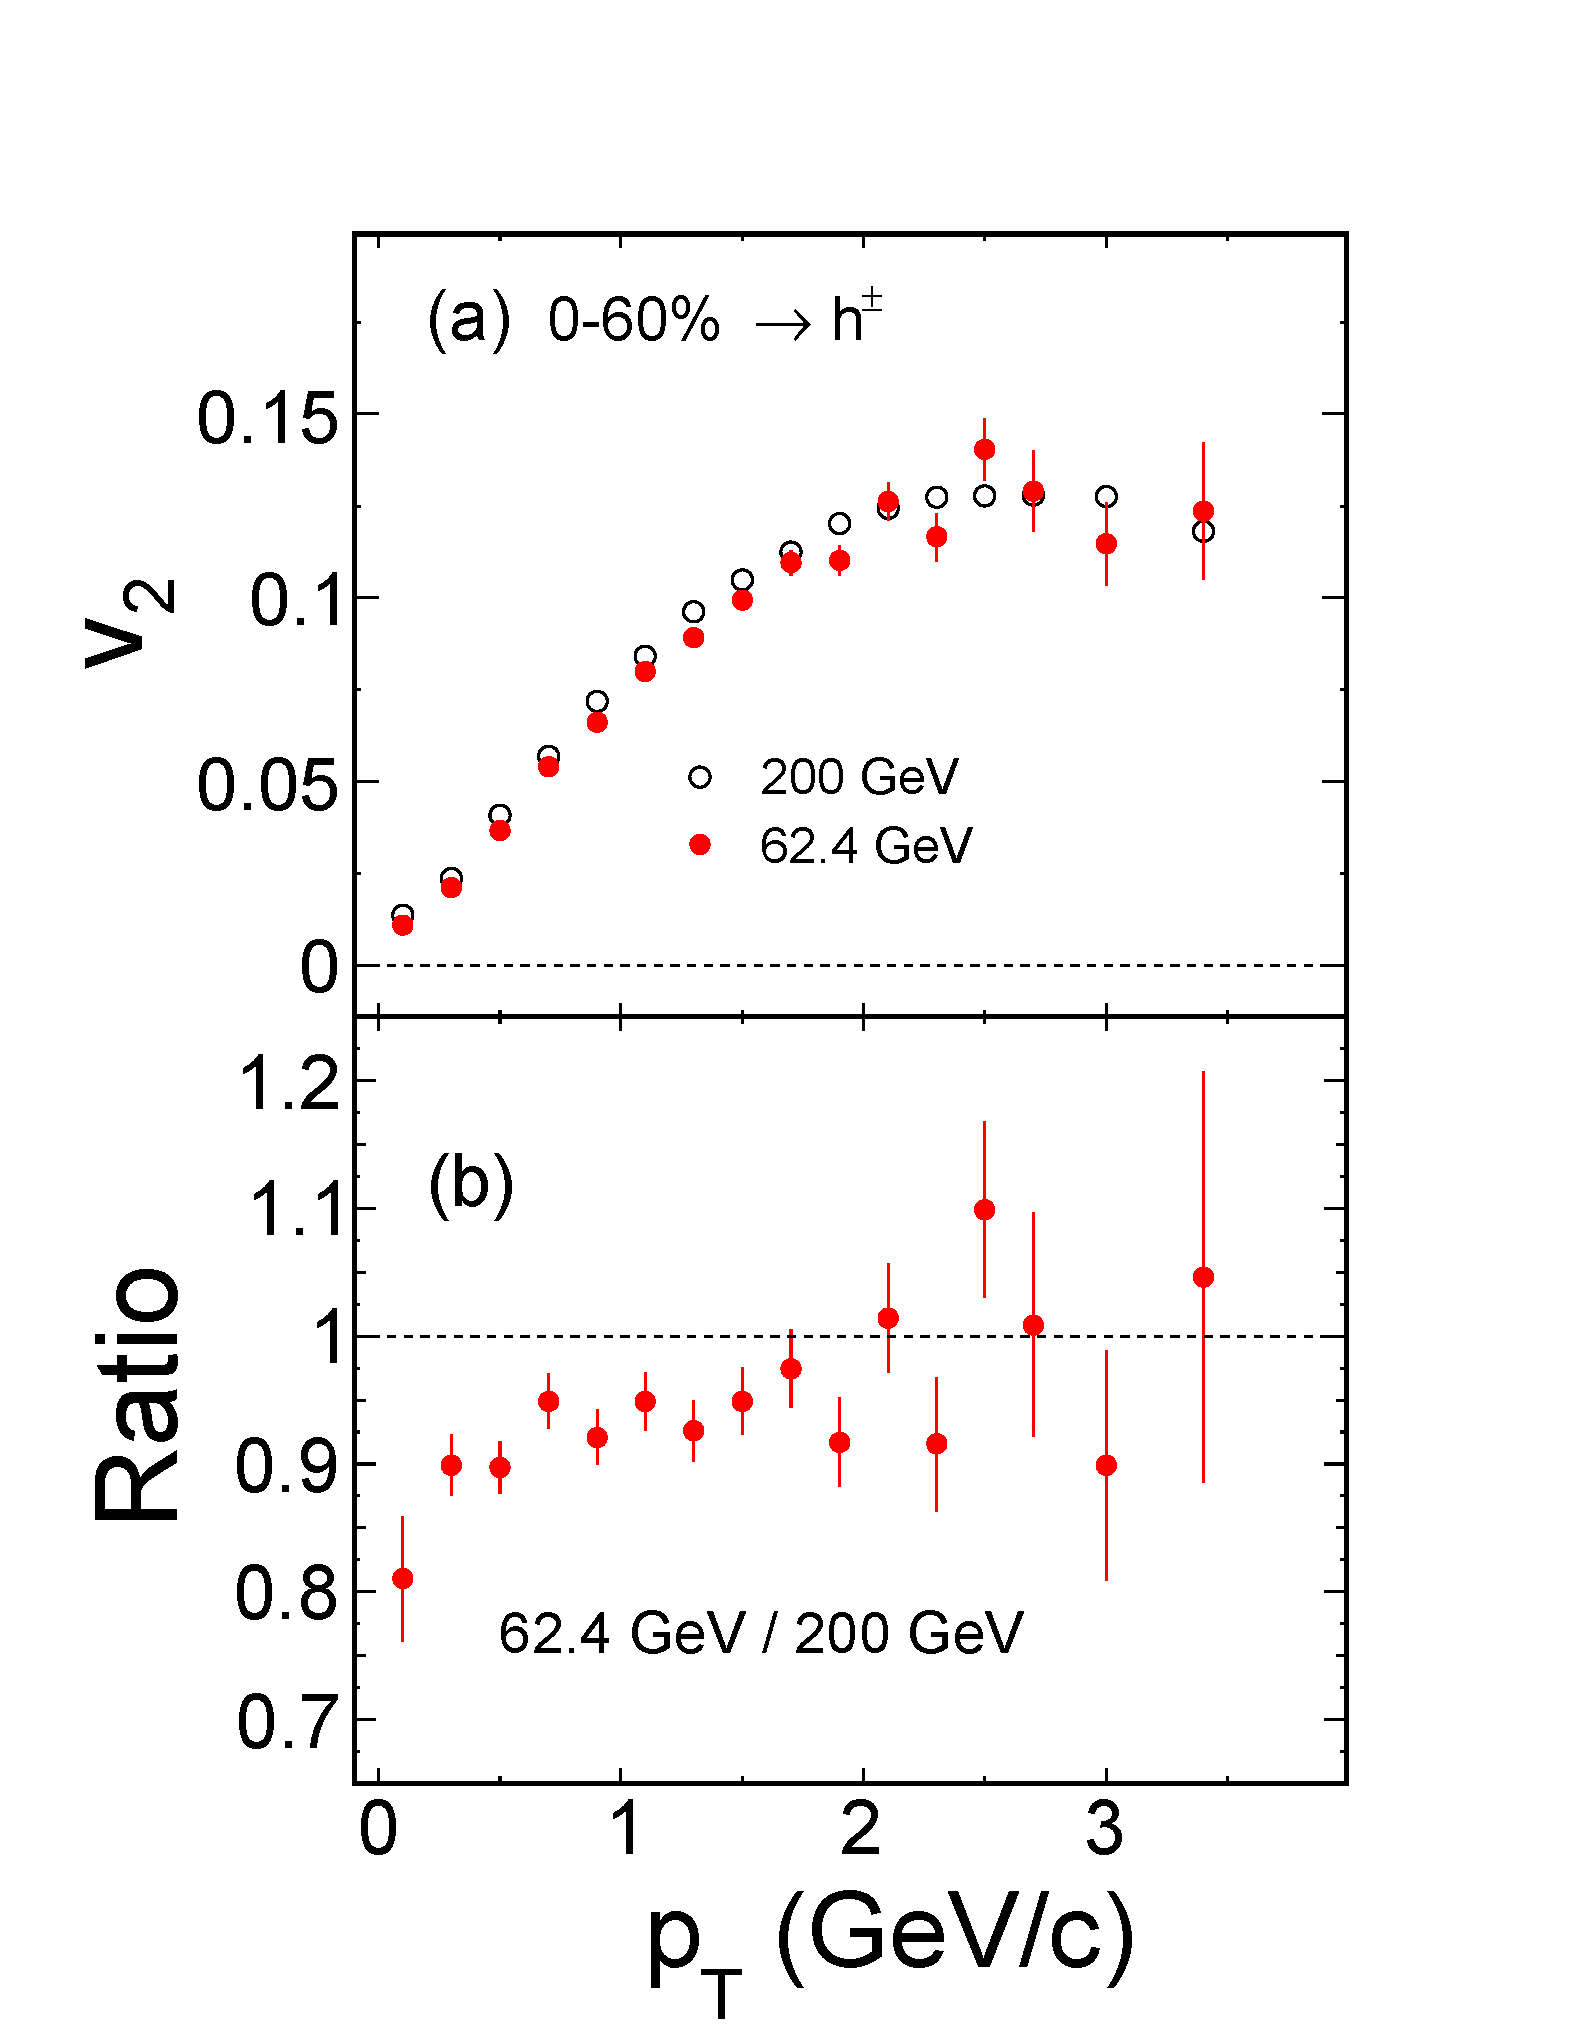 (a) 0-60% → h±
0.15
0.1
0.05
0
v2
200 GeV
62.4 GeV
(b)
1.2
1.1
1
0.9
0.8
0.7
Ratio
62.4 GeV / 200 GeV
0 1 2 3
pT (GeV/c)